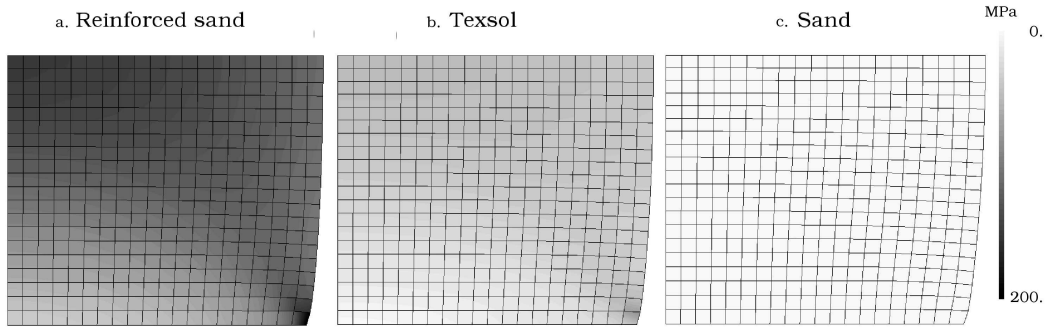 a. Reinforced sand
b. Texsol
c. Sand
MPa
0.
200.